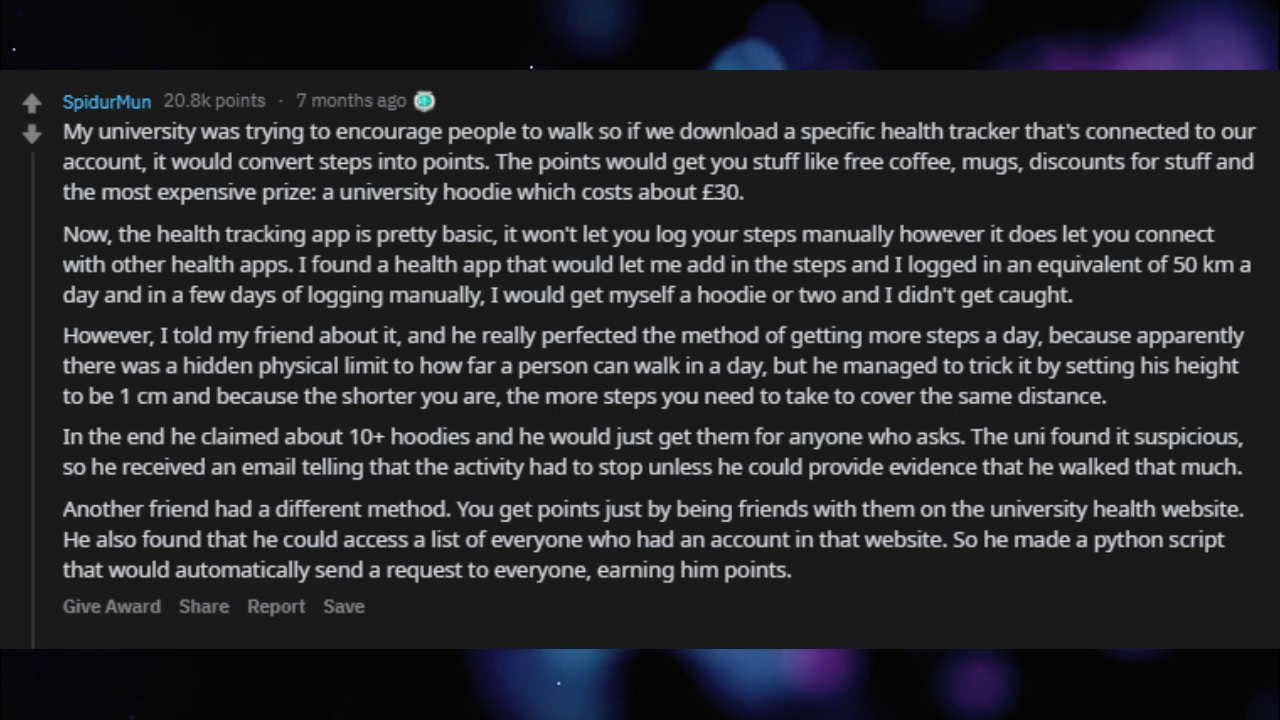 SpidurMun 20.8k points · 7 months ago
My university was trying to encourage people to walk so if we download a specific health tracker that's connected to our
account, it would convert steps into points. The points would get you stuff like free coffee, mugs, discounts for stuff and
the most expensive prize: a university hoodie which costs about £30.
Now, the health tracking app is pretty basic, it won't let you log your steps manually however it does let you connect
with other health apps. I found a health app that would let me add in the steps and I logged in an equivalent of 50 km a
day and in a few days of logging manually, I would get myself a hoodie or two and I didn't get caught.
However, I told my friend about it, and he really perfected the method of getting more steps a day, because apparently
there was a hidden physical limit to how far a person can walk in a day, but he managed to trick it by setting his height
to be 1 cm and because the shorter you are, the more steps you need to take to cover the same distance.
In the end he claimed about 10+ hoodies and he would just get them for anyone who asks. The uni found it suspicious,
so he received an email telling that the activity had to stop unless he could provide evidence that he walked that much.
Another friend had a different method. You get points just by being friends with them on the university health website.
He also found that he could access a list of everyone who had an account in that website. So he made a python script
that would automatically send a request to everyone, earning him points.
Give Award Share Report Save